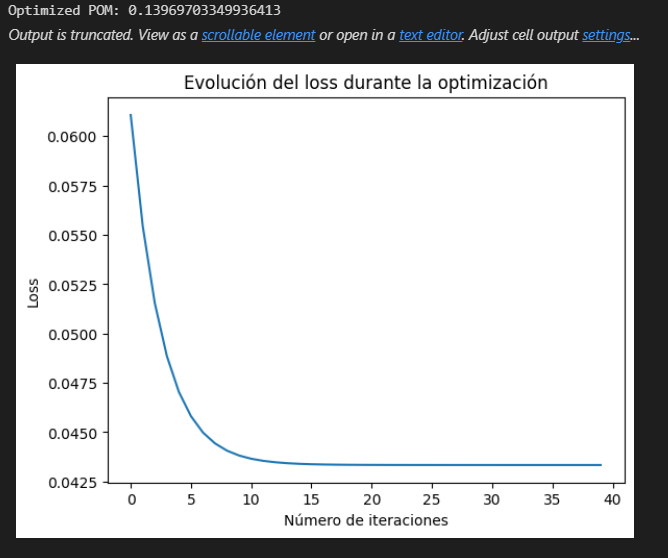 Optimized POM: 0.13969703349936413
Output is truncated. View as a scrollable element or open in a text editor. Adjust cell output settings...
Evolución del loss durante la optimización
0.0600
0.0575
0.0550
0.0525
0.0500
0.0475
0.0450
0.0425
Loss
0 5 10 15 20 25 30 35 40
Número de iteraciones